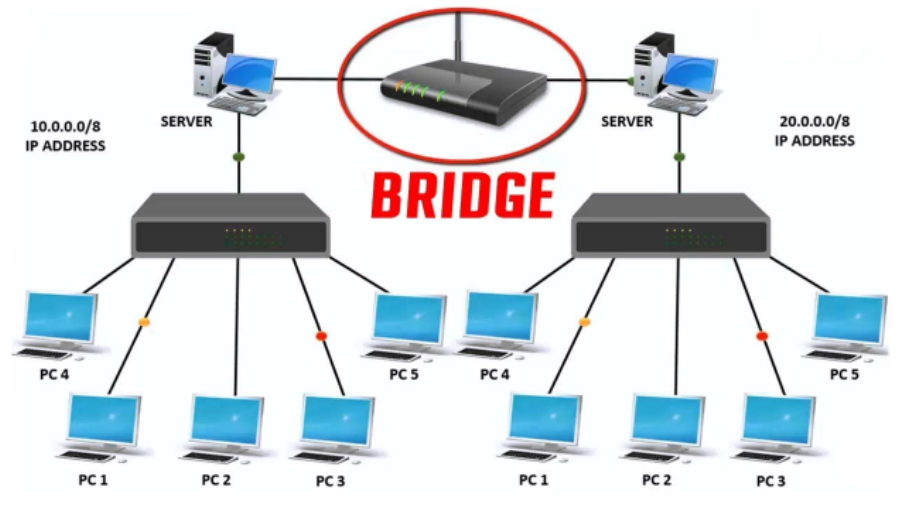 SERVER
SERVER
10.0.0.0/8
IP ADDRESS
20.0.0.0/8
IP ADDRESS
BRIDGE
PC 4
PC 5
PC 4
PC 5
PC 1
PC 2
PC 3
PC 1
PC 2
PC 3